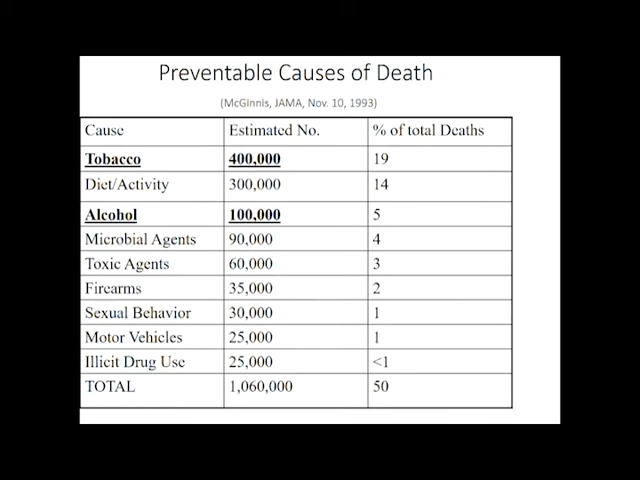 Preventable Causes of Death
(McGinnis, JAMA, Nov. 10, 1993)
Cause Estimated No. % of total Deaths
Tobacco 400,000 19
Diet/Activity 300,000 14
Alcohol 100,000 5
Microbial Agents 90,000 4
Toxic Agents 60,000 3
Firearms 35,000 2
Sexual Behavior 30,000 1
Motor Vehicles 25,000 1
Illicit Drug Use 25,000 <1
TOTAL 1,060,000 50